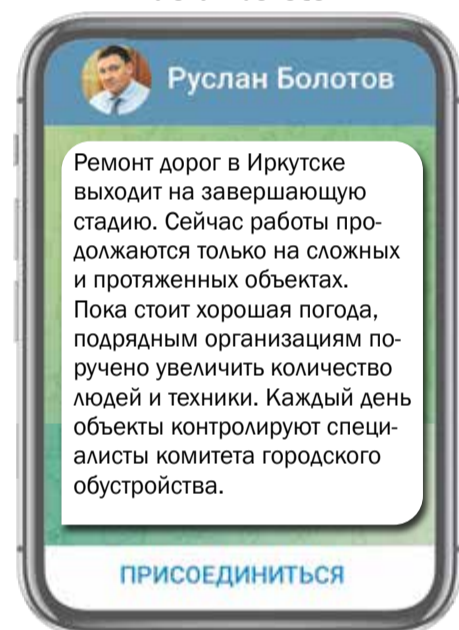 Руслан Болотов
Ремонт дорог в Иркутске
выходит на завершающую
стадию. Сейчас работы про-
должаются только на сложных
и протяженных объектах.
Пока стоит хорошая погода,
подрядным организациям по-
ручено увеличить количество
людей и техники. Каждый день
объекты контролируют специ-
алисты комитета городского
обустройства.
ПРИСОЕДИНИТЬСЯ